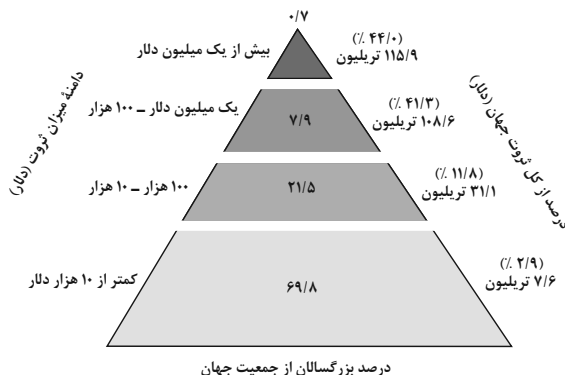 ۰/۷
بیش از یک میلیون دلار
(۴۴/۰ ٪)
۱۱۵/۹ تریلیون
دامنهٔ میزان ثروت (دلار)
درصد از کل ثروت جهان (دلار)
یک میلیون دلار – ۱۰۰ هزار
۷/۹
(۴۱/۳ ٪)
۱۰۸/۶ تریلیون
۱۰۰ هزار – ۱۰ هزار
۲۱/۵
(۱۱/۸ ٪)
۳۱/۱ تریلیون
کمتر از ۱۰ هزار دلار
۶۹/۸
(۲/۹ ٪)
۷/۶ تریلیون
درصد بزرگسالان از جمعیت جهان